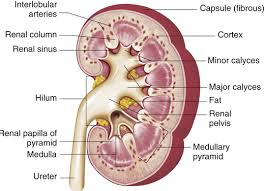 Interlobular
arteries
Renal column
Renal sinus
Hilum
Renal papilla of
pyramid
Medulla
Ureter
Capsule (fibrous)
Cortex
Minor calyces
Major calyces
Fat
Renal
pelvis
Medullary
pyramid